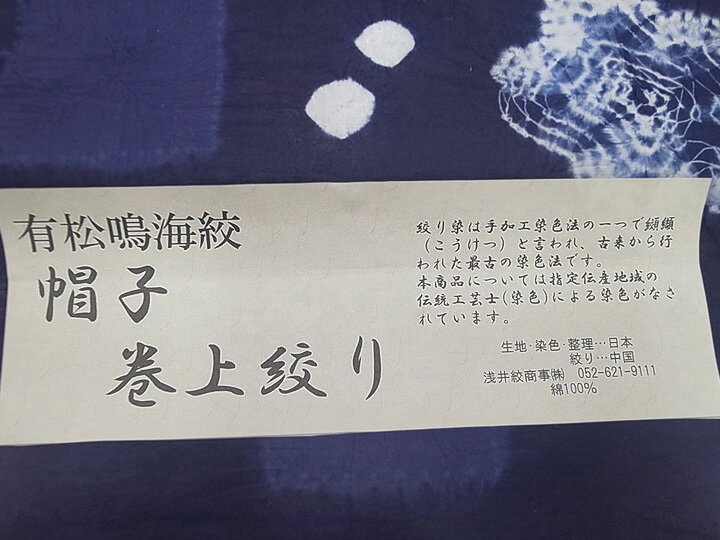 有松鳴海絞
帽子
巻上絞り
絞り染は手加工染色法の一つで纐纈
（こうけつ）と言われ、古来から行
われた最古の染色法です。
本商品については指定伝産地域の
伝統工芸士(染色)による染色がなさ
れています。
生地･染色･整理…日本
絞り…中国
浅井絞商事㈱ 052-621-9111
綿100%